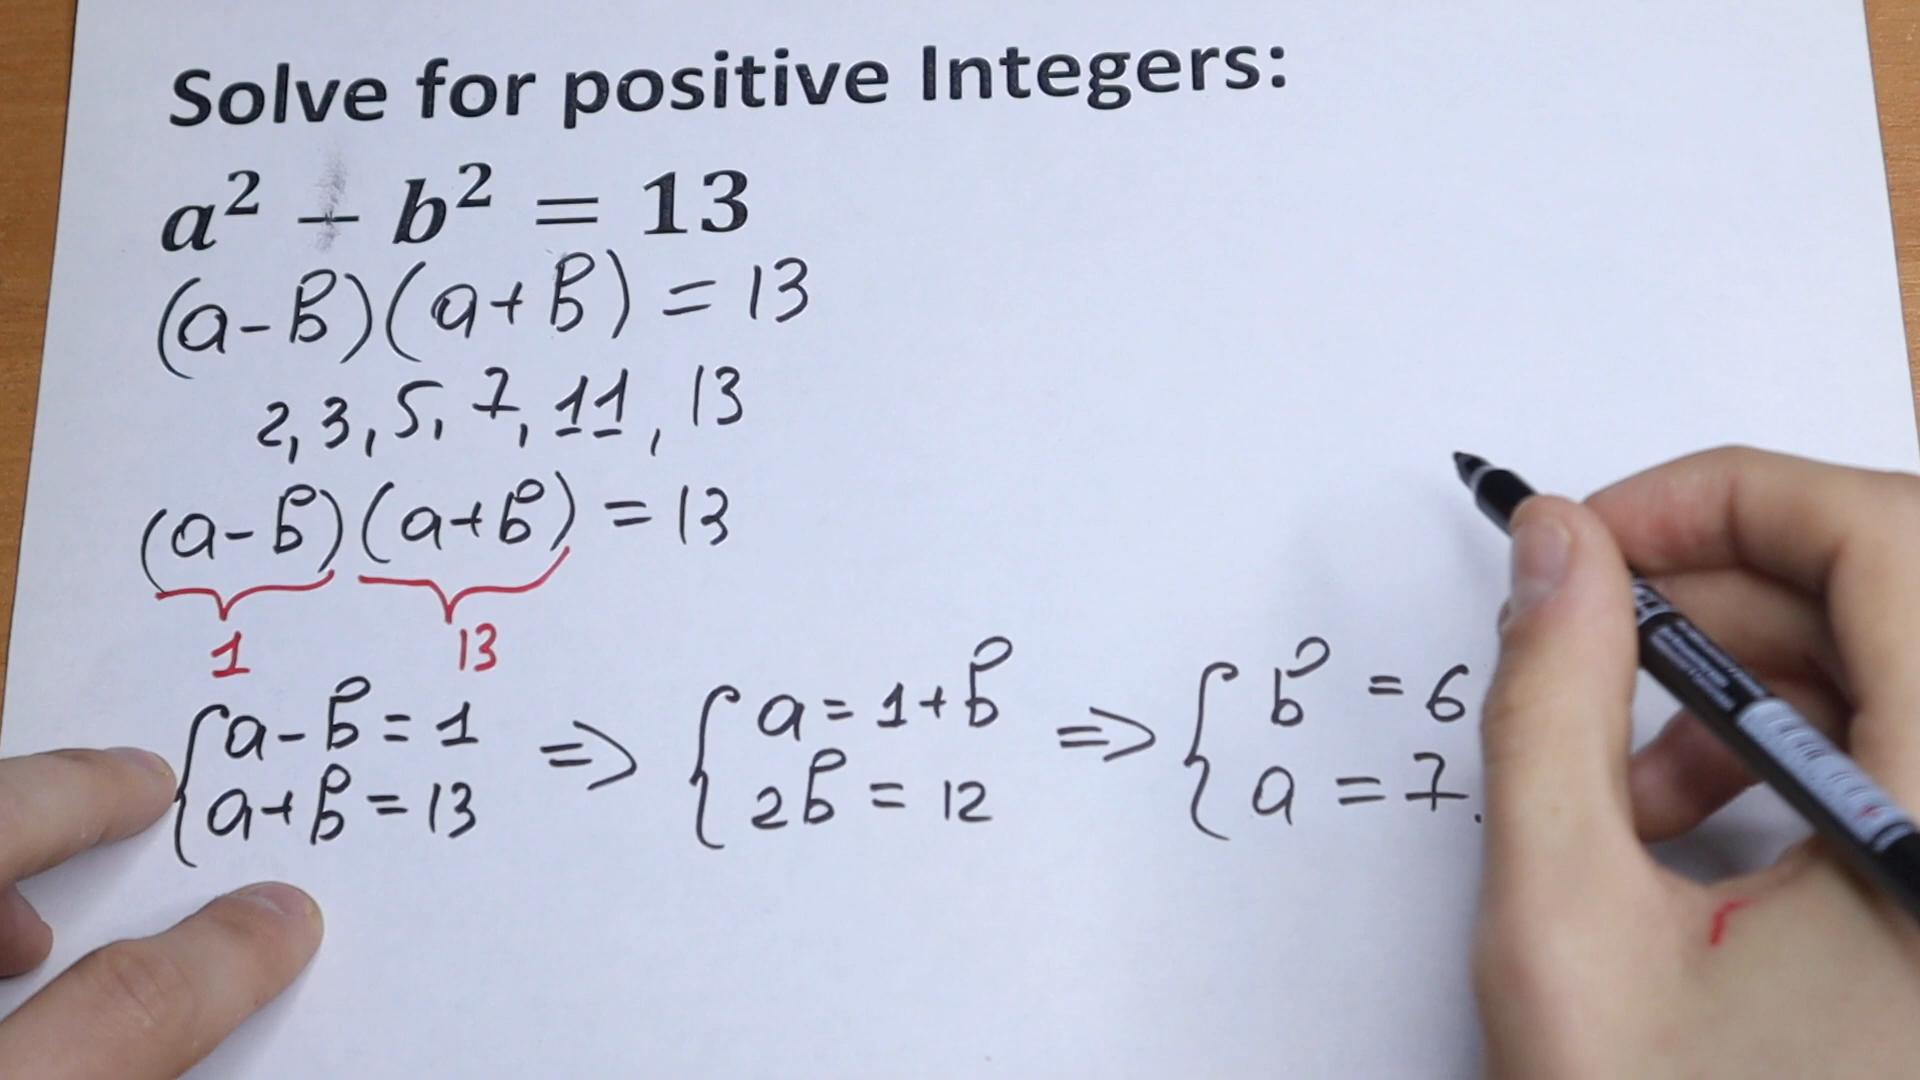 Solve for positive Integers:
a² - b² = 13
(a-b)(a+b) = 13
2, 3, 5, 7, 11, 13
(a-b)(a+b) = 13
1 13
{a-b=1 => {a=1+b => {b=6
a+b=13 2b=12 a=7.